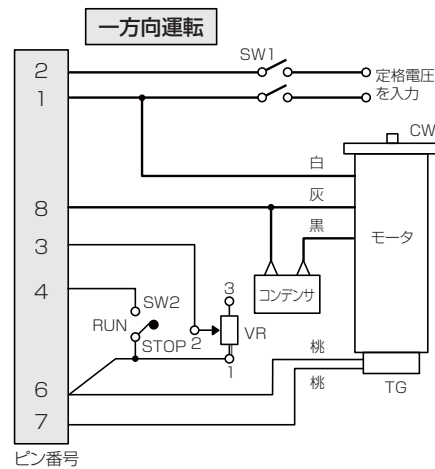 一方向運転
SW1
2
定格電圧
を入力
1
CW
白
灰
8
黒
モータ
3
コンデンサ
4
SW2
3
RUN
2
VR
STOP
1
桃
6
桃
TG
7
ピン番号